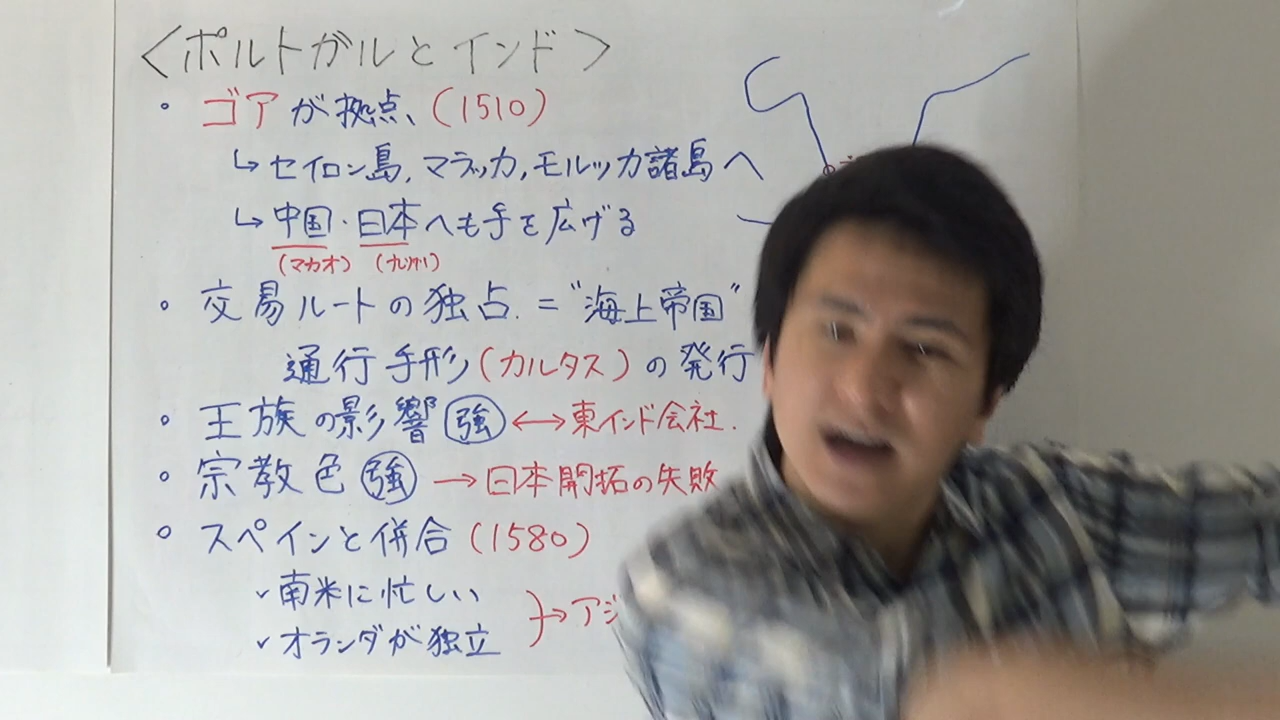 ＜ポルトガルとインド＞
・ゴアが拠点、(1510)
↳セイロン島,マラッカ,モルッカ諸島へ
↳中国・日本へも手を広げる
(マカオ) (九州)
・交易ルートの独占.="海上帝国"
通行手形(カルタス)の発行
・王族の影響強↔東インド会社.
・宗教色強→日本開拓の失敗
・スペインと併合(1580)
✓南米に忙しい
✓オランダが独立
}→アジ